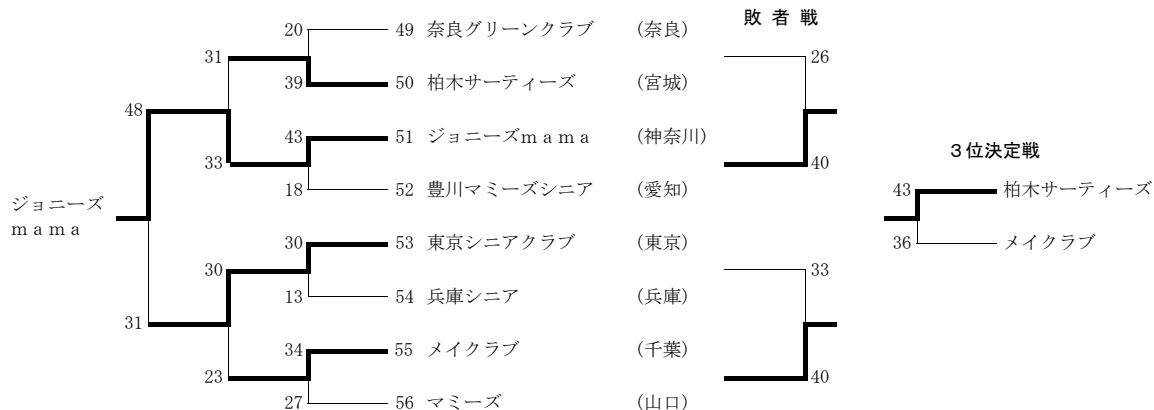 敗 者 戦
20 49 奈良グリーンクラブ (奈良)
31 26
39 50 柏木サーティーズ (宮城)
48
43 51 ジョニーズmama (神奈川)
33 40
3位決定戦
18 52 豊川マミーズシニア (愛知) 43 柏木サーティーズ
ジョニーズ
mama
30 53 東京シニアクラブ (東京) 36 メイクラブ
30 33
13 54 兵庫シニア (兵庫)
31
34 55 メイクラブ (千葉)
23 40
27 56 マミーズ (山口)